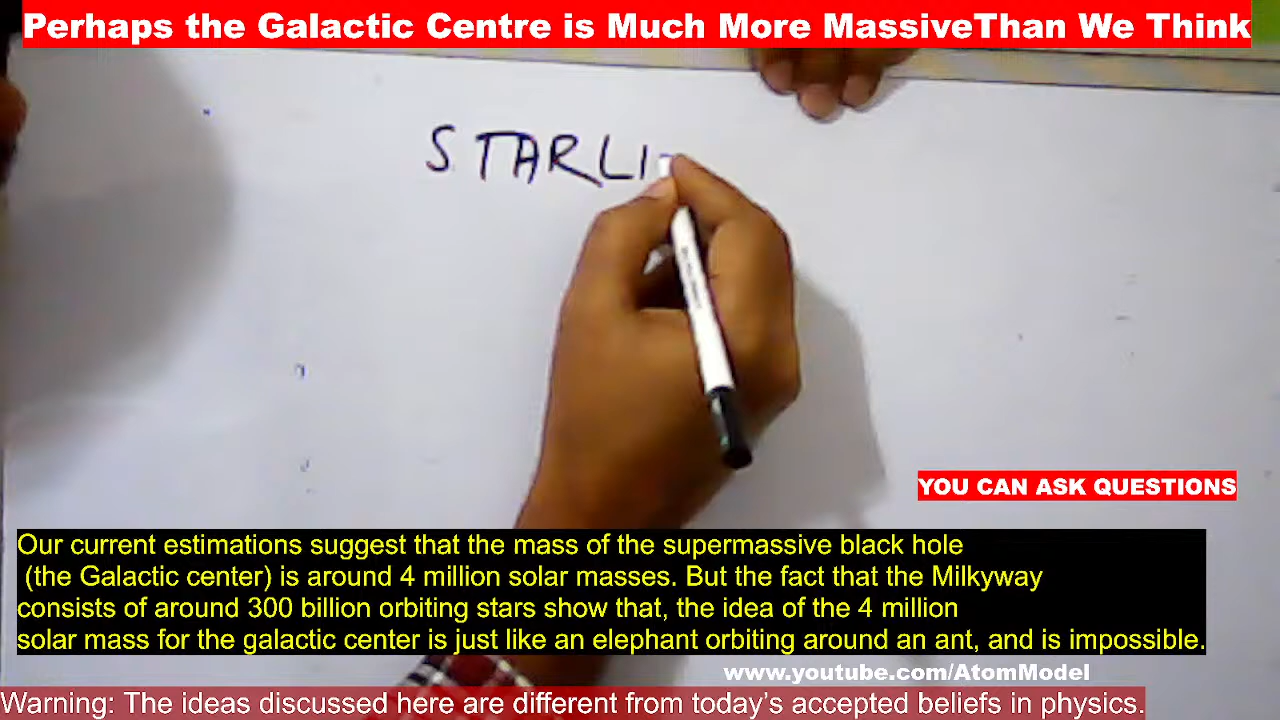 Perhaps the Galactic Centre is Much More MassiveThan We Think
STARLI
YOU CAN ASK QUESTIONS
Our current estimations suggest that the mass of the supermassive black hole
(the Galactic center) is around 4 million solar masses. But the fact that the Milkyway
consists of around 300 billion orbiting stars show that, the idea of the 4 million
solar mass for the galactic center is just like an elephant orbiting around an ant, and is impossible.
www.youtube.com/AtomModel
Warning: The ideas discussed here are different from today's accepted beliefs in physics.